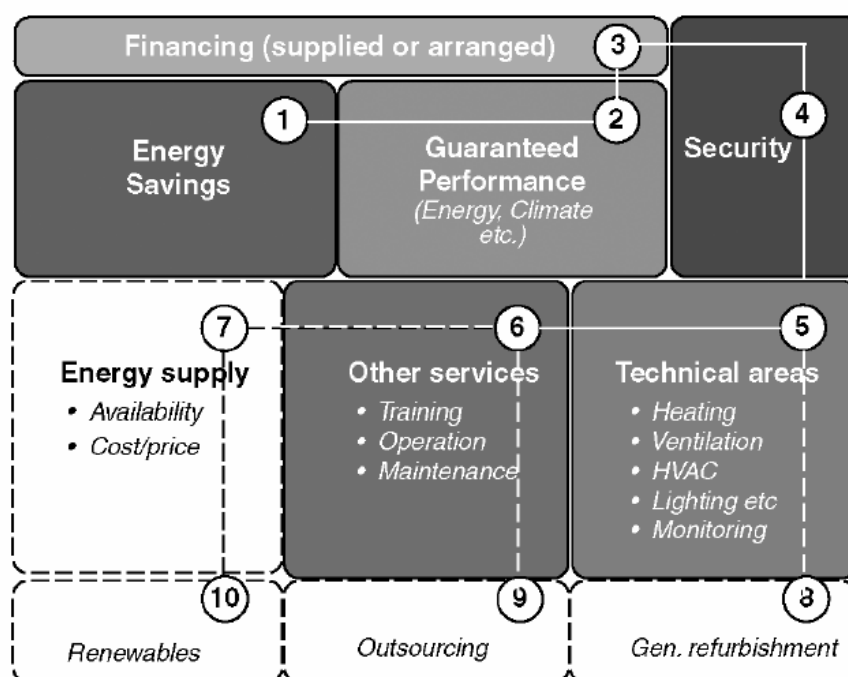 Financing (supplied or arranged)
3
1
2
4
Energy
Savings
Guaranteed
Performance
(Energy, Climate
etc.)
Security
7
6
5
Energy supply
• Availability
• Cost/price
Other services
• Training
• Operation
• Maintenance
Technical areas
• Heating
• Ventilation
• HVAC
• Lighting etc
• Monitoring
10
9
8
Renewables
Outsourcing
Gen. refurbishment